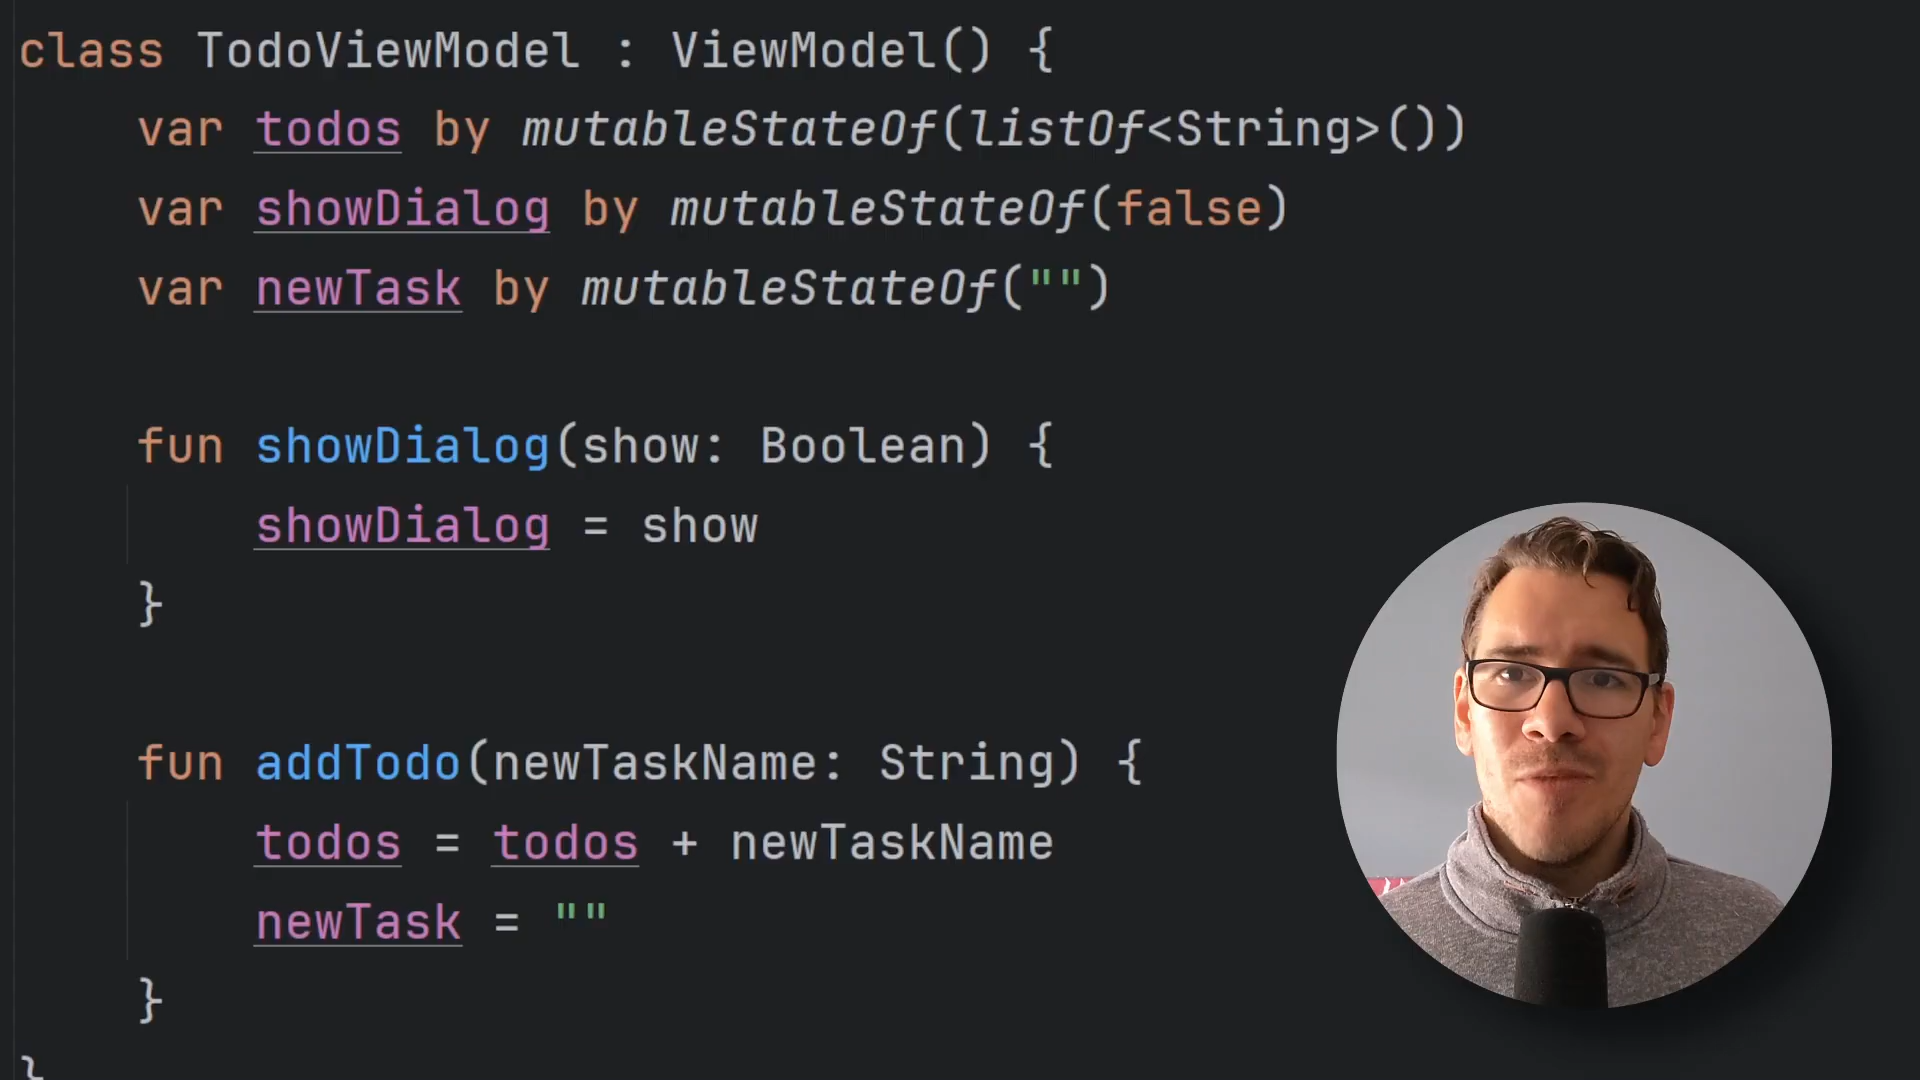 class TodoViewModel : ViewModel() {
var todos by mutableStateOf(listOf<String>())
var showDialog by mutableStateOf(false)
var newTask by mutableStateOf("")
fun showDialog(show: Boolean) {
showDialog = show
}
fun addTodo(newTaskName: String) {
todos = todos + newTaskName
newTask = ""
}
}